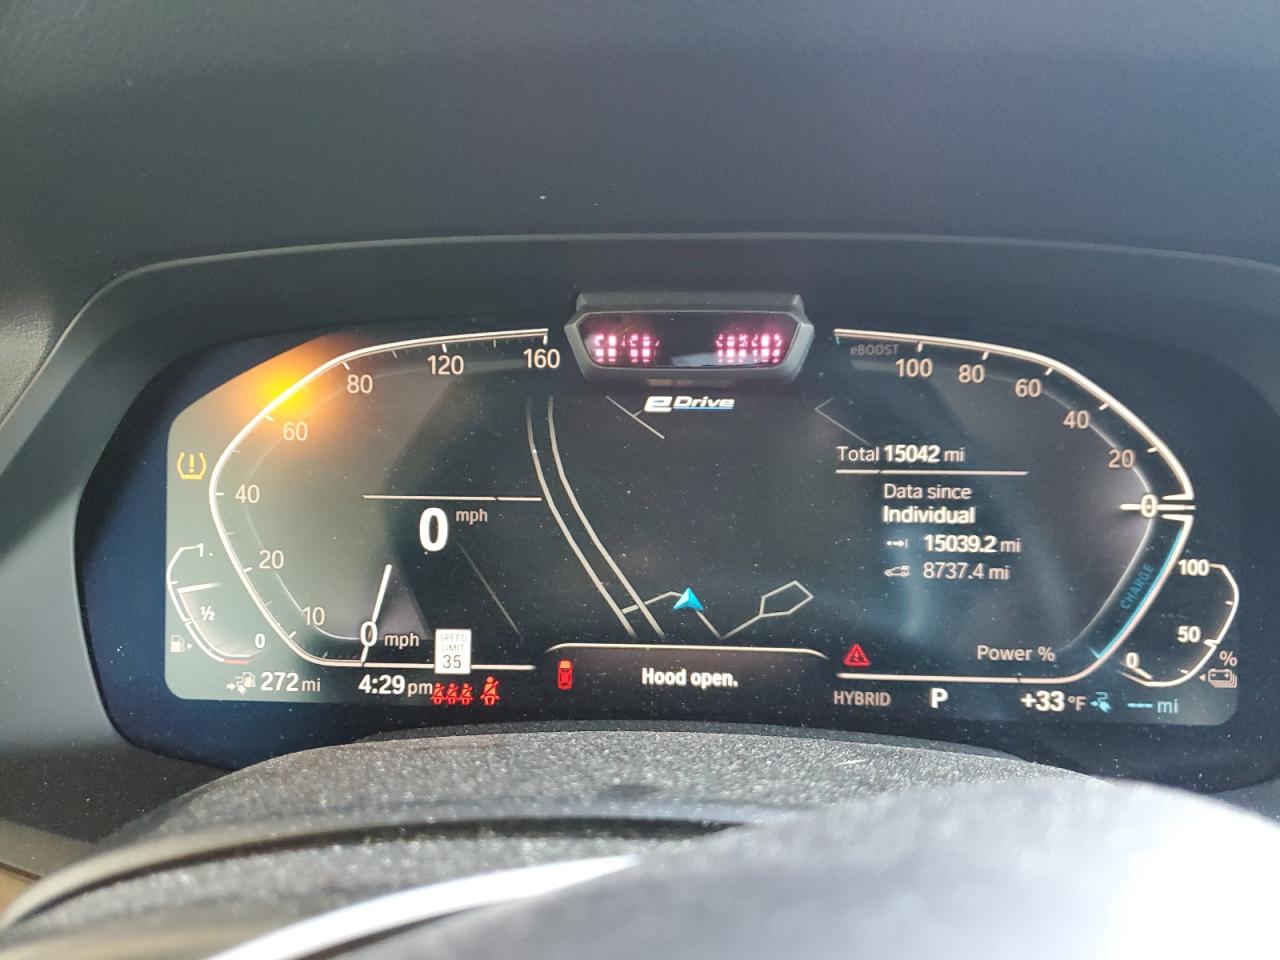 160
120
80
60
40
20
10
0 mph
0 mph
eDrive
eBOOST
100
80
60
40
20
0
CHARGE
Power %
Total 15042 mi
Data since
Individual
15039.2 mi
8737.4 mi
1
½
0
100
50
0
%
SPEED
LIMIT
35
Hood open.
272 mi
4:29 pm
HYBRID
P
+33 °F
--- mi